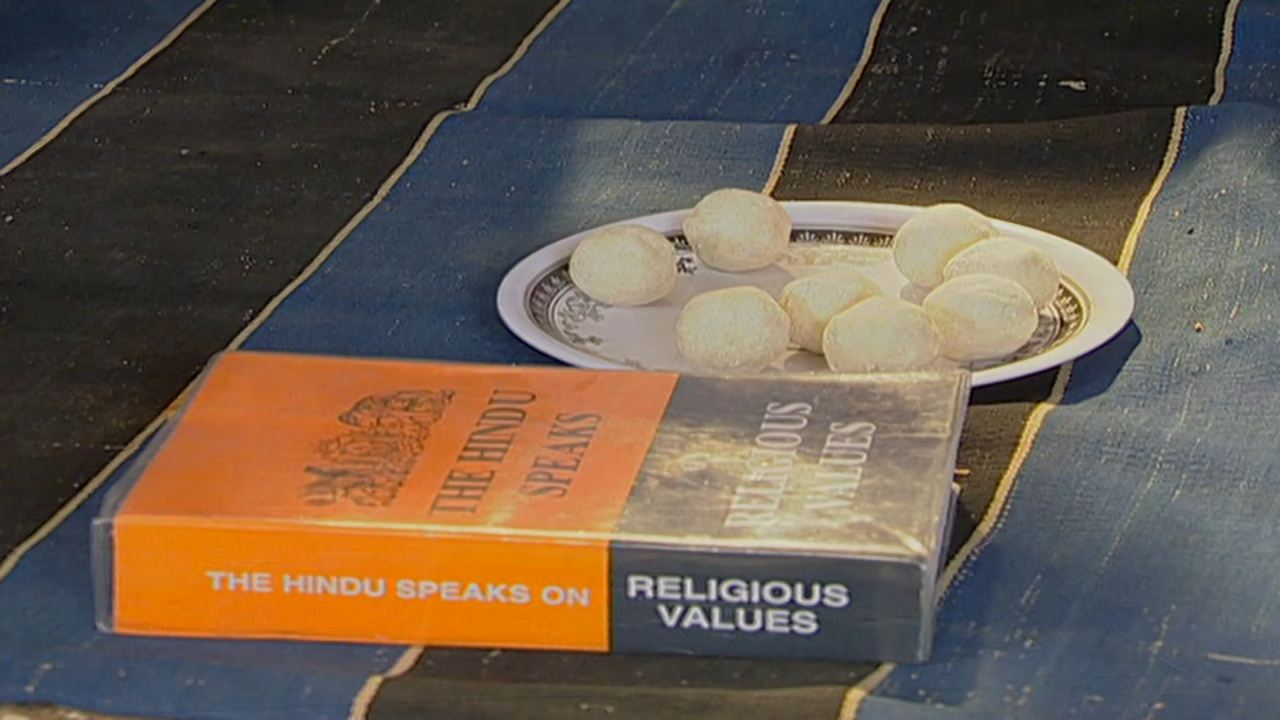 THE HINDU
SPEAKS
RELIGIOUS
VALUES
THE HINDU SPEAKS ON
RELIGIOUS
VALUES